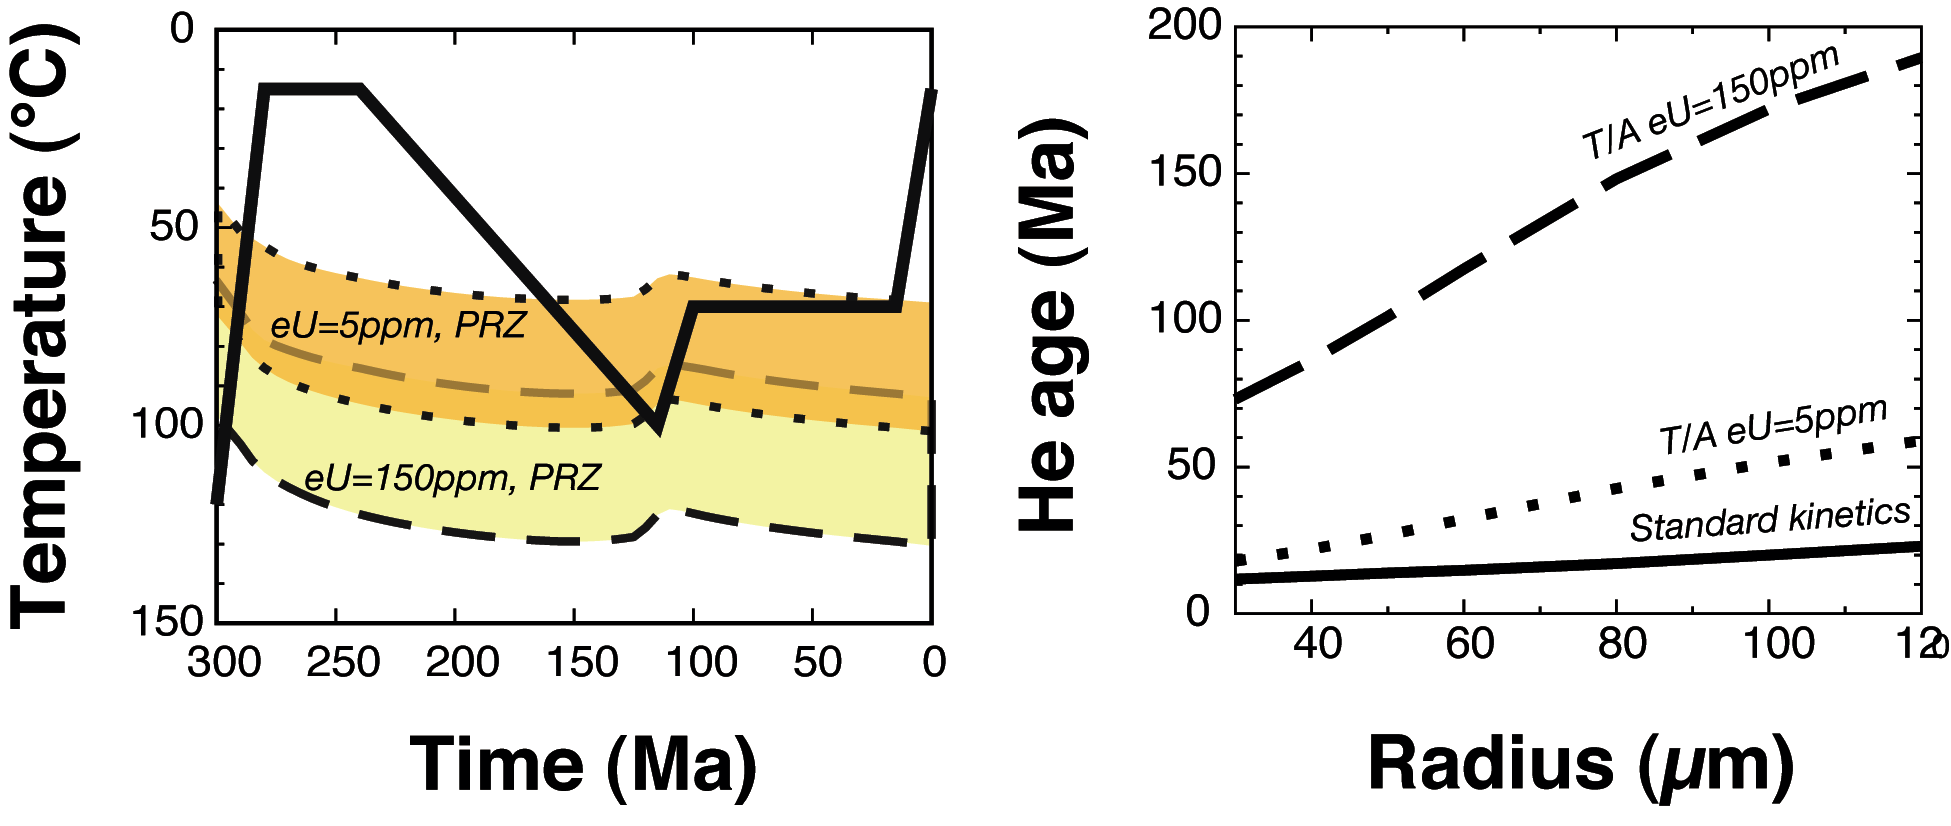 Temperature (°C)
0
50
100
150
eU=5ppm, PRZ
eU=150ppm, PRZ
300 250 200 150 100 50 0
Time (Ma)
He age (Ma)
200
150
100
50
0
T/A eU=150ppm
T/A eU=5ppm
Standard kinetics
40 60 80 100 120
Radius (µm)